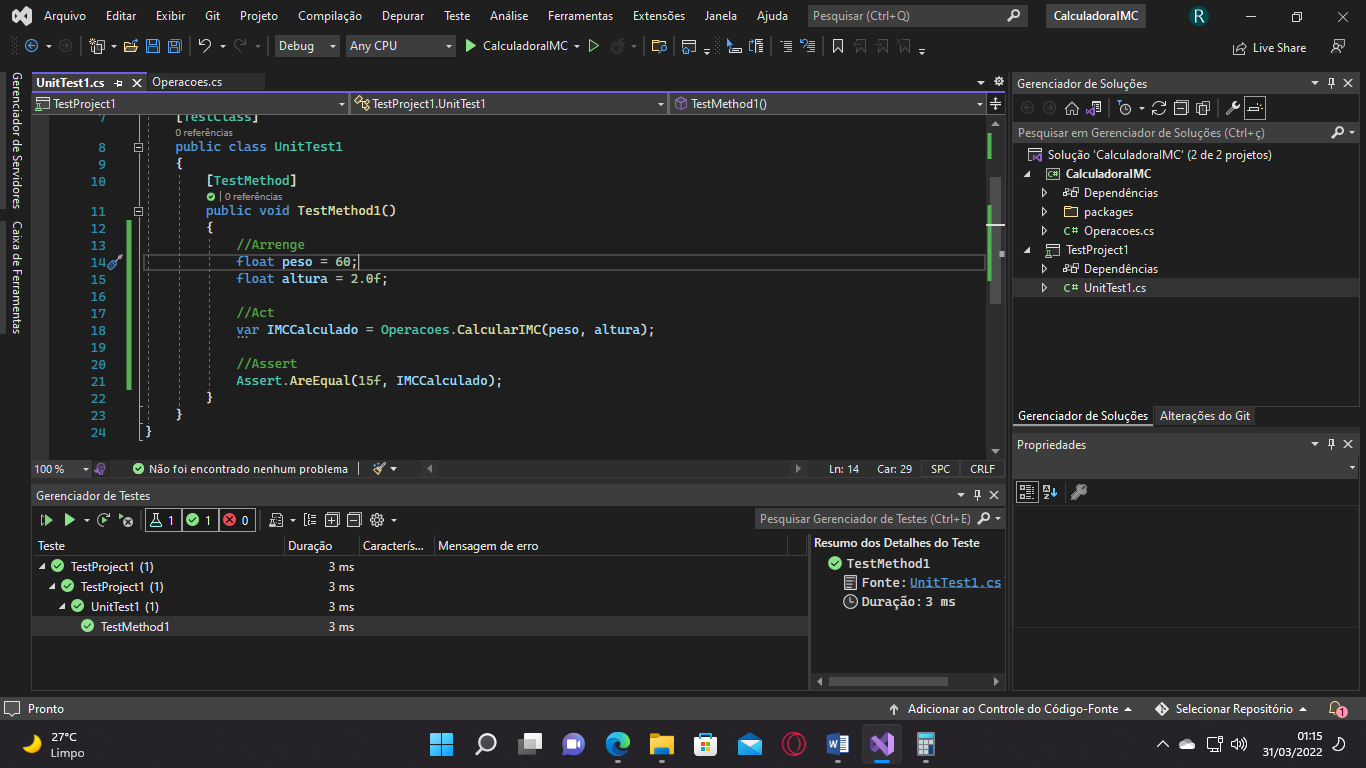 Arquivo Editar Exibir Git Projeto Compilação Depurar Teste Análise Ferramentas Extensões Janela Ajuda Pesquisar (Ctrl+Q) CalculadoraIMC R
Debug Any CPU CalculadoraIMC Live Share
Gerenciador de Servidores
Caixa de Ferramentas
UnitTest1.cs Operacoes.cs
TestProject1 TestProject1.UnitTest1 TestMethod1()
7 [TestClass]
0 referências
8 public class UnitTest1
9 {
10 [TestMethod]
| 0 referências
11 public void TestMethod1()
12 {
13 //Arrenge
14 float peso = 60;
15 float altura = 2.0f;
16
17 //Act
18 var IMCCalculado = Operacoes.CalcularIMC(peso, altura);
19
20 //Assert
21 Assert.AreEqual(15f, IMCCalculado);
22 }
23 }
24 }
100 % Não foi encontrado nenhum problema Ln: 14 Car: 29 SPC CRLF
Gerenciador de Testes
1 1 0 Pesquisar Gerenciador de Testes (Ctrl+E)
Teste Duração Caracterís... Mensagem de erro
TestProject1 (1) 3 ms
TestProject1 (1) 3 ms
UnitTest1 (1) 3 ms
TestMethod1 3 ms
Resumo dos Detalhes do Teste
TestMethod1
Fonte: UnitTest1.cs
Duração: 3 ms
Gerenciador de Soluções
Pesquisar em Gerenciador de Soluções (Ctrl+ç)
Solução 'CalculadoraIMC' (2 de 2 projetos)
C# CalculadoraIMC
Dependências
packages
C# Operacoes.cs
TestProject1
Dependências
C# UnitTest1.cs
Gerenciador de Soluções Alterações do Git
Propriedades
Pronto Adicionar ao Controle do Código-Fonte Selecionar Repositório 1
27°C
Limpo
01:15
31/03/2022